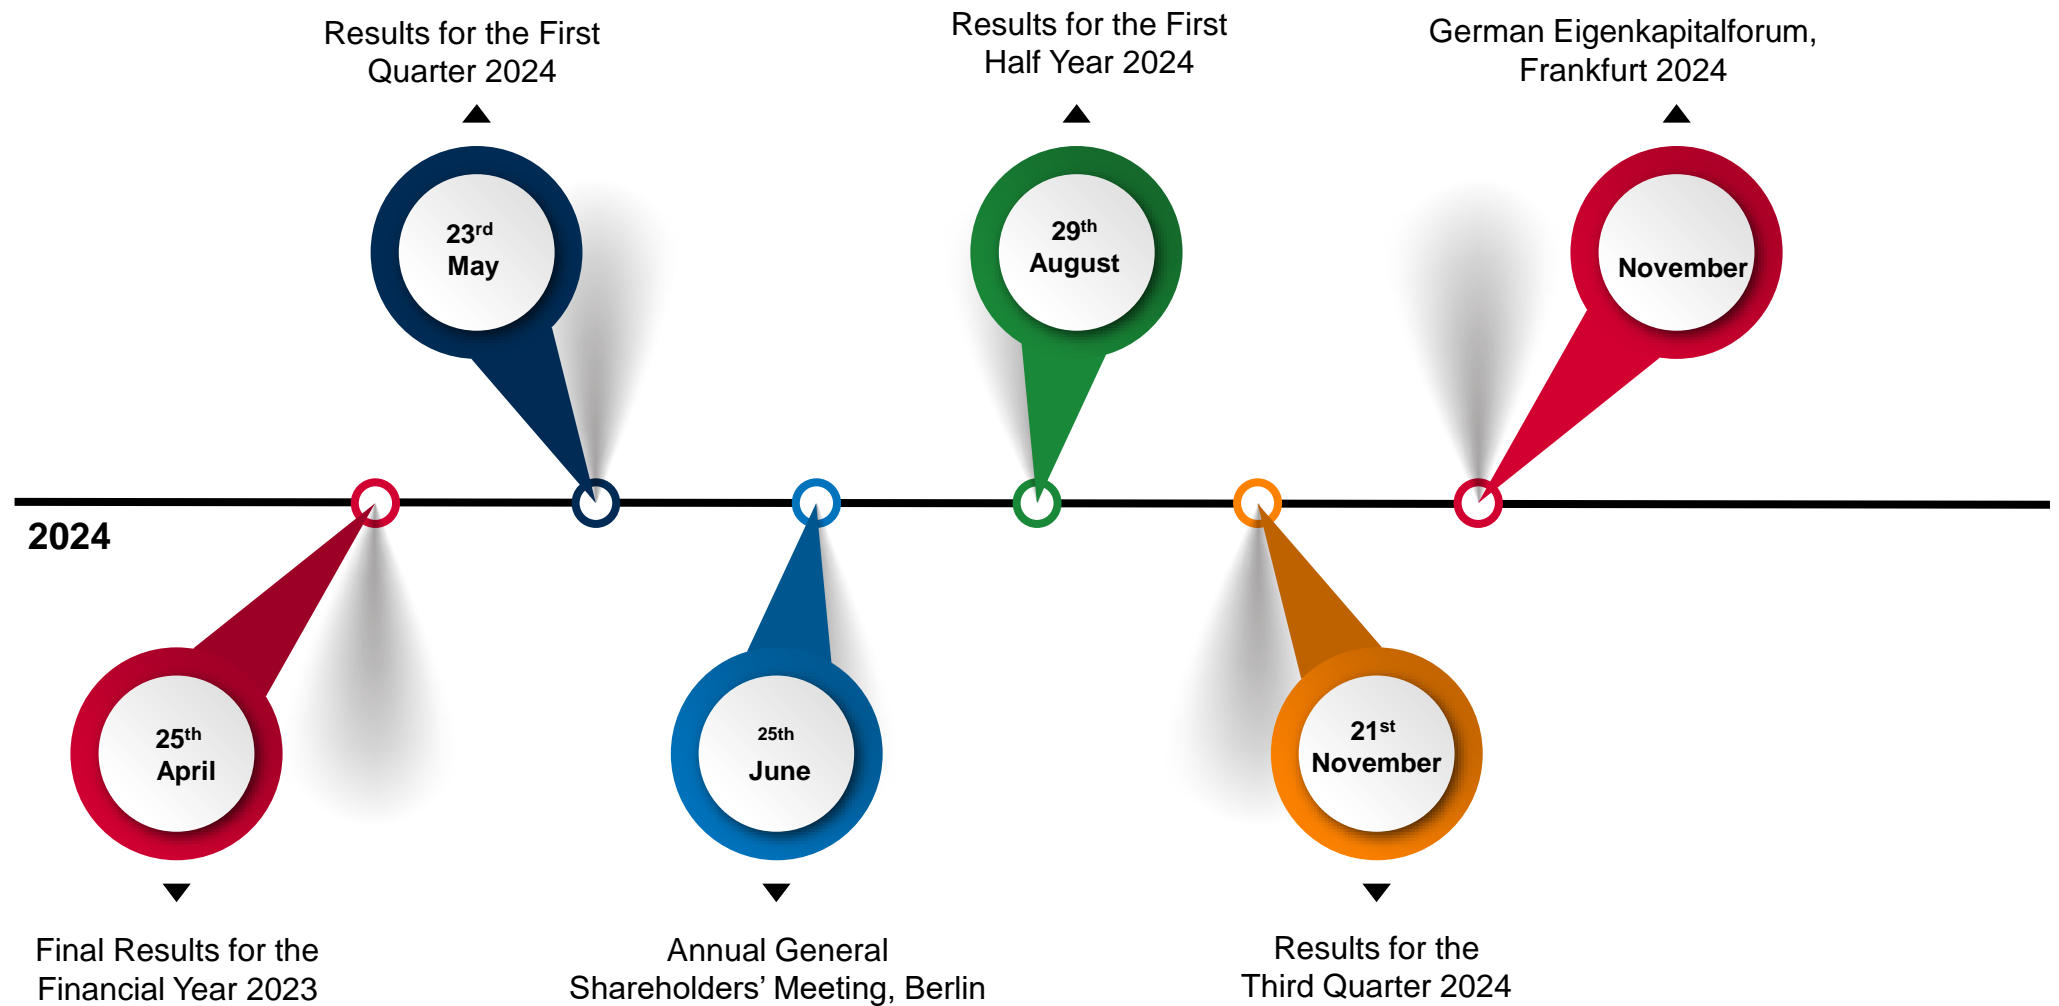 Results for the First
Quarter 2024
Results for the First
Half Year 2024
German Eigenkapitalforum,
Frankfurt 2024
23rd
May
29th
August
November
2024
25th
April
25th
June
21st
November
Final Results for the
Financial Year 2023
Annual General
Shareholders’ Meeting, Berlin
Results for the
Third Quarter 2024